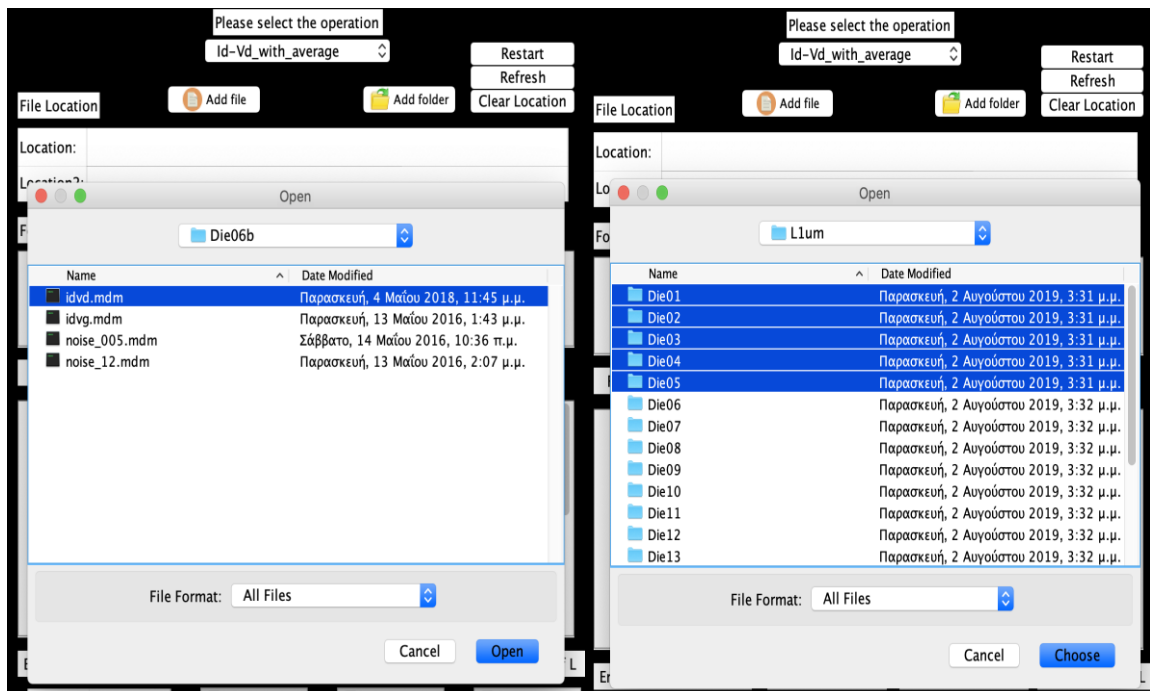 Please select the operation
Id-Vd_with_average
Restart
Refresh
File Location
Add file
Add folder
Clear Location
Location:
Location2:
Open
Die06b
Name
Date Modified
idvd.mdm
Παρασκευή, 4 Μαΐου 2018, 11:45 μ.μ.
idvg.mdm
Παρασκευή, 13 Μαΐου 2016, 1:43 μ.μ.
noise_005.mdm
Σάββατο, 14 Μαΐου 2016, 10:36 π.μ.
noise_12.mdm
Παρασκευή, 13 Μαΐου 2016, 2:07 μ.μ.
File Format: All Files
Cancel
Open
Please select the operation
Id-Vd_with_average
Restart
Refresh
File Location
Add file
Add folder
Clear Location
Location:
Lo
Open
Fo
L1um
Name
Date Modified
Die01
Παρασκευή, 2 Αυγούστου 2019, 3:31 μ.μ.
Die02
Παρασκευή, 2 Αυγούστου 2019, 3:31 μ.μ.
Die03
Παρασκευή, 2 Αυγούστου 2019, 3:31 μ.μ.
Die04
Παρασκευή, 2 Αυγούστου 2019, 3:31 μ.μ.
Die05
Παρασκευή, 2 Αυγούστου 2019, 3:31 μ.μ.
Die06
Παρασκευή, 2 Αυγούστου 2019, 3:32 μ.μ.
Die07
Παρασκευή, 2 Αυγούστου 2019, 3:32 μ.μ.
Die08
Παρασκευή, 2 Αυγούστου 2019, 3:32 μ.μ.
Die09
Παρασκευή, 2 Αυγούστου 2019, 3:32 μ.μ.
Die10
Παρασκευή, 2 Αυγούστου 2019, 3:32 μ.μ.
Die11
Παρασκευή, 2 Αυγούστου 2019, 3:32 μ.μ.
Die12
Παρασκευή, 2 Αυγούστου 2019, 3:32 μ.μ.
Die13
Παρασκευή, 2 Αυγούστου 2019, 3:32 μ.μ.
File Format: All Files
Cancel
Choose